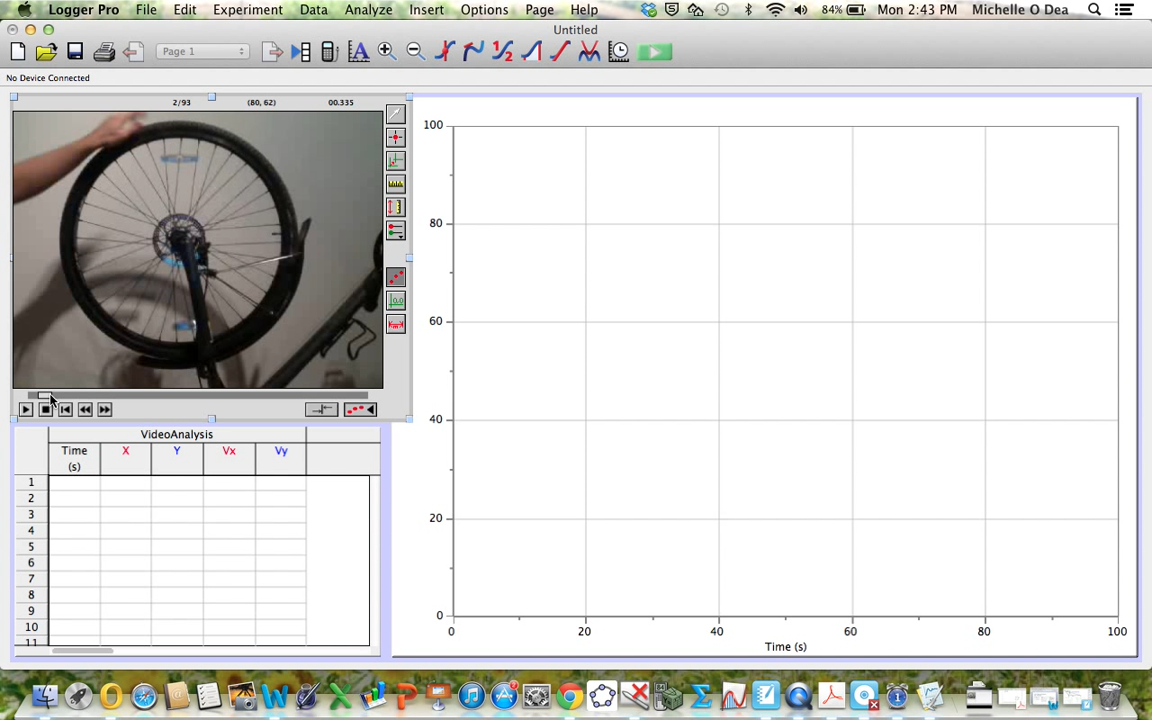 Logger Pro File Edit Experiment Data Analyze Insert Options Page Help 84% Mon 2:43 PM Michelle O Dea
Untitled
Page 1
No Device Connected
2/93 (80, 62) 00.335
VideoAnalysis
Time (s) X Y Vx Vy
1
2
3
4
5
6
7
8
9
10
11
100
80
60
40
20
0
0 20 40 60 80 100
Time (s)